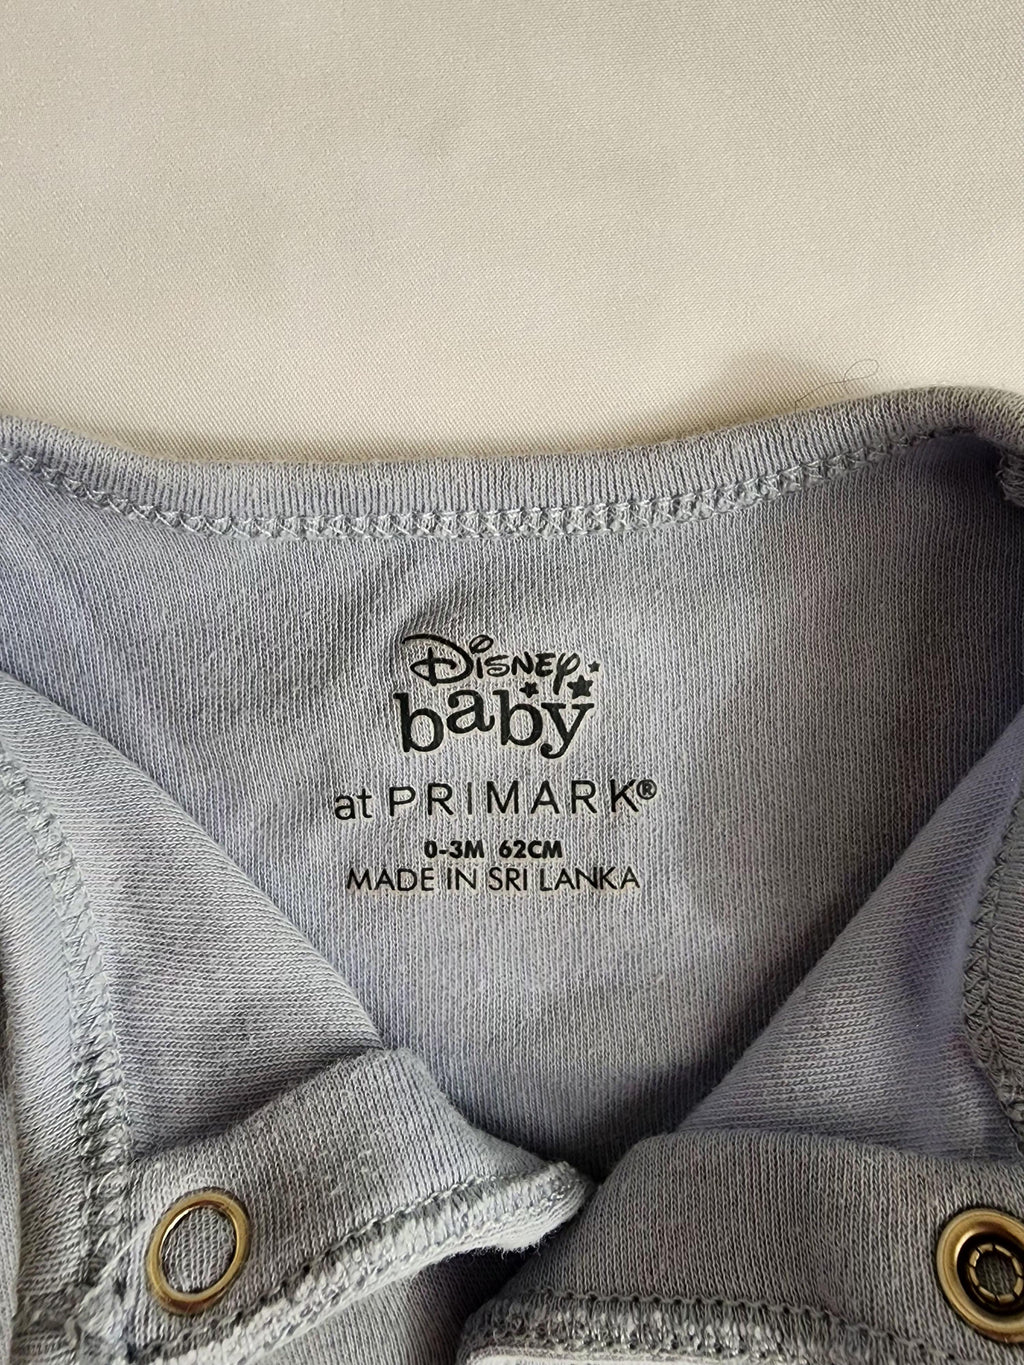 Disney
baby
at PRIMARK®
0-3M 62CM
MADE IN SRI LANKA